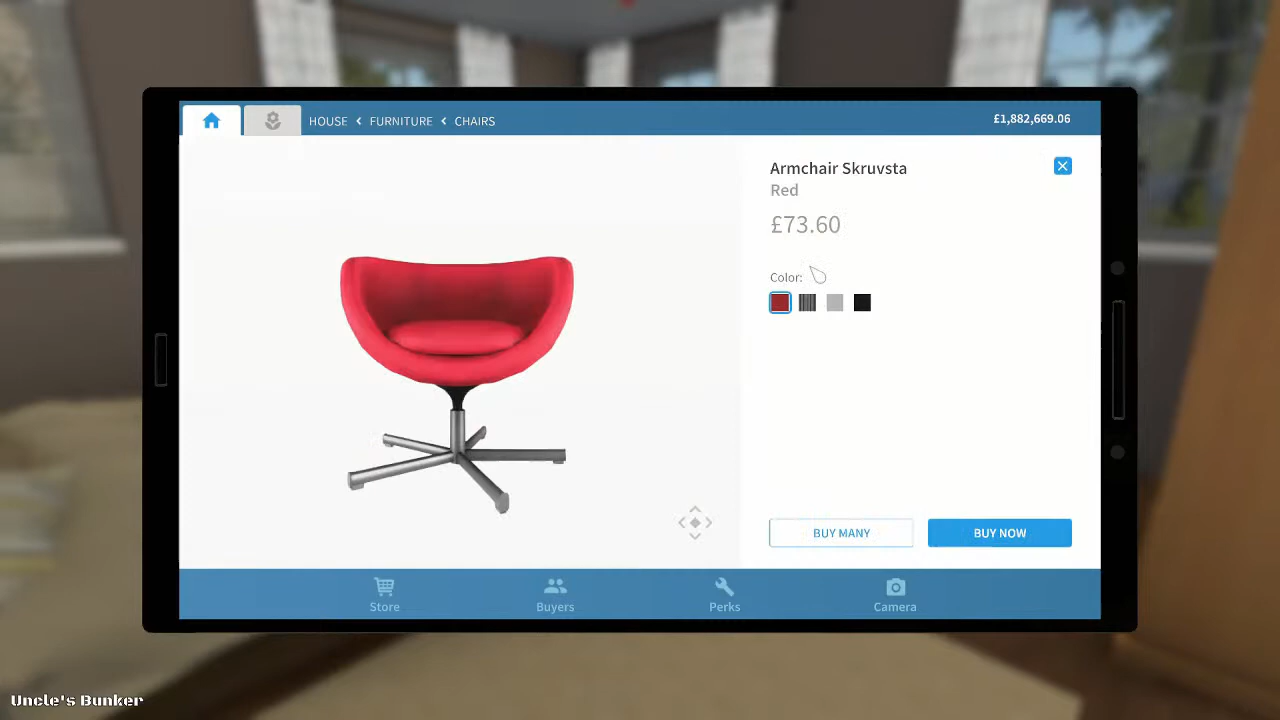 HOUSE < FURNITURE < CHAIRS
£1,882,669.06
Armchair Skruvsta
Red
£73.60
Color:
BUY MANY
BUY NOW
Store
Buyers
Perks
Camera
Uncle's Bunker